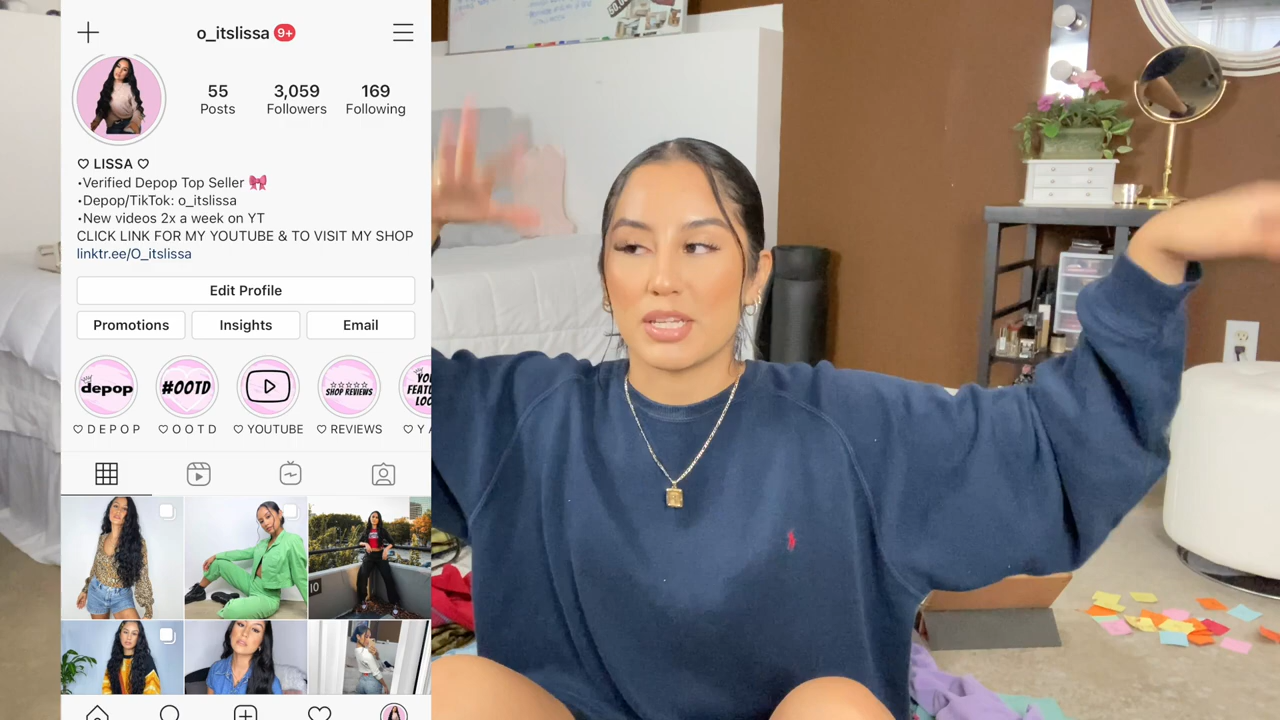 o_itslissa 9+
55 3,059 169
Posts Followers Following
♡ LISSA ♡
•Verified Depop Top Seller 🎀
•Depop/TikTok: o_itslissa
•New videos 2x a week on YT
CLICK LINK FOR MY YOUTUBE & TO VISIT MY SHOP
linktr.ee/O_itslissa
Edit Profile
Promotions Insights Email
my depop #OOTD ☆☆☆☆☆
SHOP REVIEWS
♡ D E P O P ♡ O O T D ♡ YOUTUBE ♡ REVIEWS ♡ Y
10